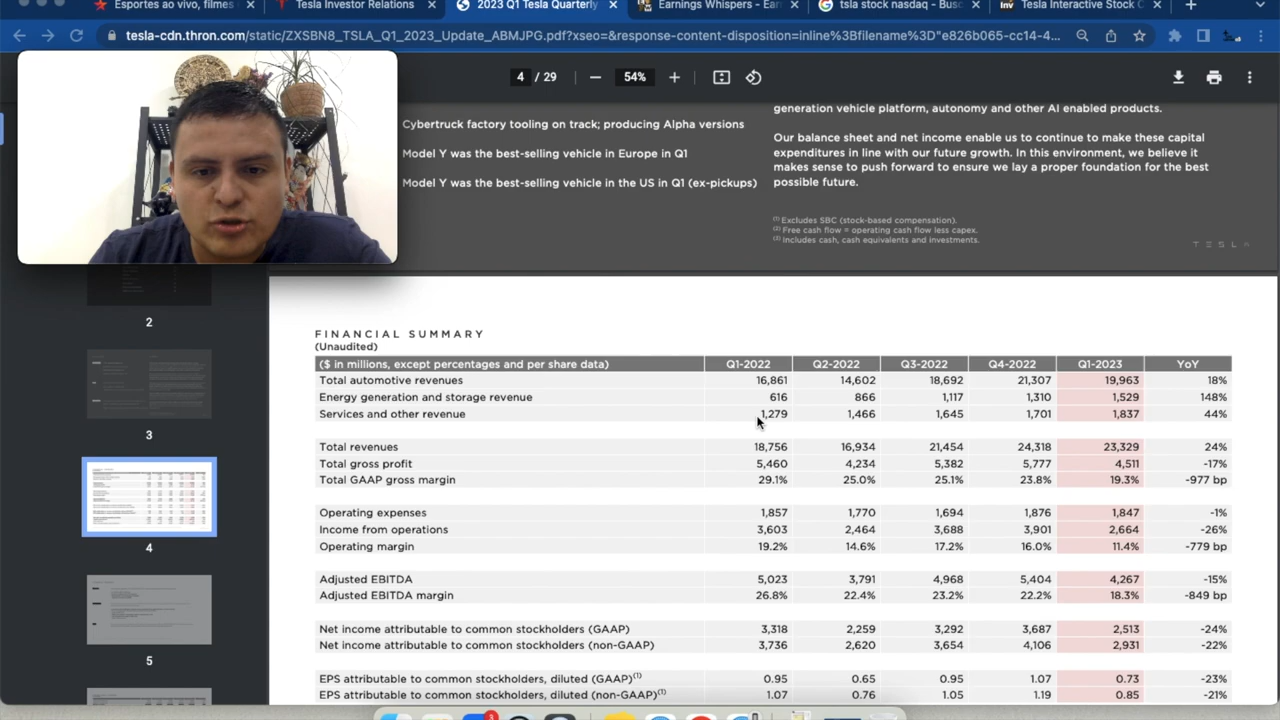 Esportes ao vivo, filmes
Tesla Investor Relations
2023 Q1 Tesla Quarterly
Earnings Whispers - Earn
tsla stock nasdaq - Busc
Tesla Interactive Stock C
tesla-cdn.thron.com/static/ZXSBN8_TSLA_Q1_2023_Update_ABMJPG.pdf?xseo=&response-content-disposition=inline%3Bfilename%3D"e826b065-cc14-4...
4 / 29 54%
Cybertruck factory tooling on track; producing Alpha versions
Model Y was the best-selling vehicle in Europe in Q1
Model Y was the best-selling vehicle in the US in Q1 (ex-pickups)
generation vehicle platform, autonomy and other AI enabled products.
Our balance sheet and net income enable us to continue to make these capital
expenditures in line with our future growth. In this environment, we believe it
makes sense to push forward to ensure we lay a proper foundation for the best
possible future.
(1) Excludes SBC (stock-based compensation).
(2) Free cash flow = operating cash flow less capex.
(3) Includes cash, cash equivalents and investments.
TESLA
2
3
4
5
FINANCIAL SUMMARY
(Unaudited)
($ in millions, except percentages and per share data) Q1-2022 Q2-2022 Q3-2022 Q4-2022 Q1-2023 YoY
Total automotive revenues 16,861 14,602 18,692 21,307 19,963 18%
Energy generation and storage revenue 616 866 1,117 1,310 1,529 148%
Services and other revenue 1,279 1,466 1,645 1,701 1,837 44%
Total revenues 18,756 16,934 21,454 24,318 23,329 24%
Total gross profit 5,460 4,234 5,382 5,777 4,511 -17%
Total GAAP gross margin 29.1% 25.0% 25.1% 23.8% 19.3% -977 bp
Operating expenses 1,857 1,770 1,694 1,876 1,847 -1%
Income from operations 3,603 2,464 3,688 3,901 2,664 -26%
Operating margin 19.2% 14.6% 17.2% 16.0% 11.4% -779 bp
Adjusted EBITDA 5,023 3,791 4,968 5,404 4,267 -15%
Adjusted EBITDA margin 26.8% 22.4% 23.2% 22.2% 18.3% -849 bp
Net income attributable to common stockholders (GAAP) 3,318 2,259 3,292 3,687 2,513 -24%
Net income attributable to common stockholders (non-GAAP) 3,736 2,620 3,654 4,106 2,931 -22%
EPS attributable to common stockholders, diluted (GAAP)(1) 0.95 0.65 0.95 1.07 0.73 -23%
EPS attributable to common stockholders, diluted (non-GAAP)(1) 1.07 0.76 1.05 1.19 0.85 -21%